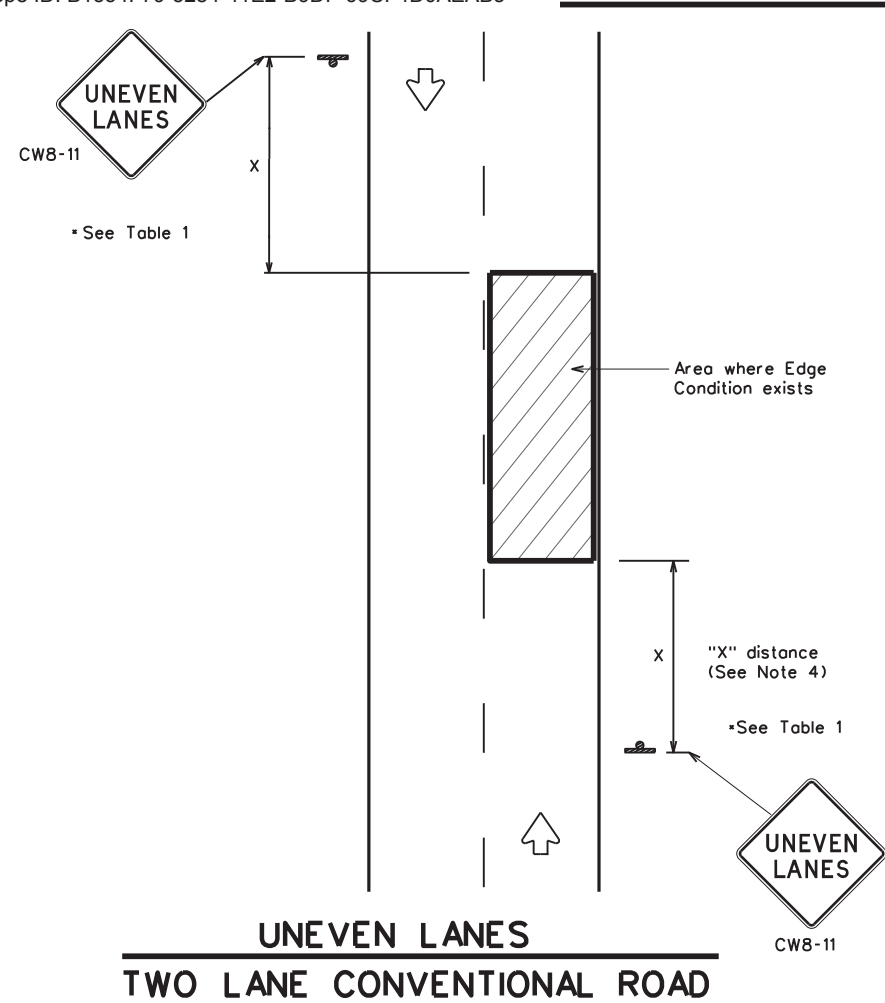 UNEVEN
LANES
CW8-11
X
* See Table 1
Area where Edge
Condition exists
X
"X" distance
(See Note 4)
*See Table 1
UNEVEN
LANES
CW8-11
UNEVEN LANES
TWO LANE CONVENTIONAL ROAD